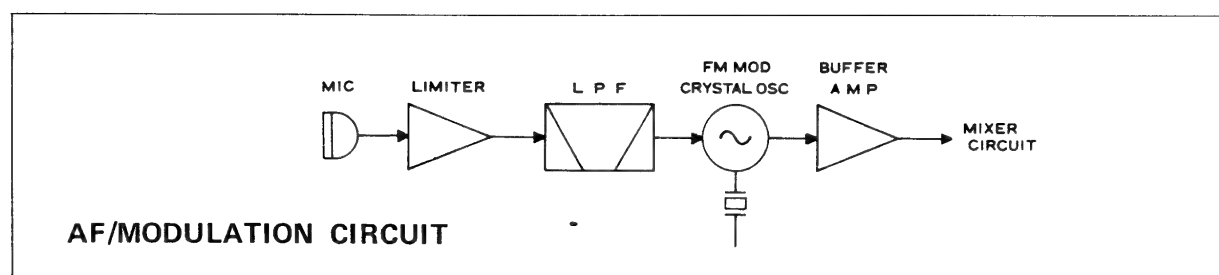 MIC
LIMITER
L P F
FM MOD
CRYSTAL OSC
BUFFER
A M P
MIXER
CIRCUIT
AF/MODULATION CIRCUIT